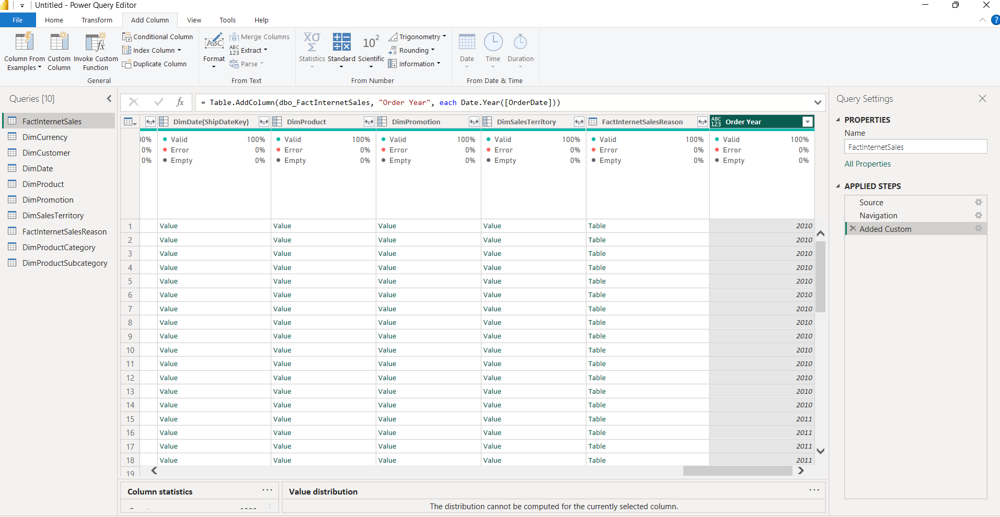 Untitled - Power Query Editor
File Home Transform Add Column View Tools Help
Column From Examples
Custom Column
Invoke Custom Function
Conditional Column
Index Column
Duplicate Column
General
Format
Merge Columns
ABC 123 Extract
abc Parse
From Text
Statistics
Standard
10² Scientific
Trigonometry
Rounding
Information
From Number
Date
Time
Duration
From Date & Time
Queries [10]
FactInternetSales
DimCurrency
DimCustomer
DimDate
DimProduct
DimPromotion
DimSalesTerritory
FactInternetSalesReason
DimProductCategory
DimProductSubcategory
fx = Table.AddColumn(dbo_FactInternetSales, "Order Year", each Date.Year([OrderDate]))
DimDate(ShipDateKey) DimProduct DimPromotion DimSalesTerritory FactInternetSalesReason ABC 123 Order Year
Valid 100% Valid 100% Valid 100% Valid 100% Valid 100% Valid 100%
0% Error 0% Error 0% Error 0% Error 0% Error 0% Error 0%
0% Empty 0% Empty 0% Empty 0% Empty 0% Empty 0% Empty 0%
1 Value Value Value Value Table 2010
2 Value Value Value Value Table 2010
3 Value Value Value Value Table 2010
4 Value Value Value Value Table 2010
5 Value Value Value Value Table 2010
6 Value Value Value Value Table 2010
7 Value Value Value Value Table 2010
8 Value Value Value Value Table 2010
9 Value Value Value Value Table 2010
10 Value Value Value Value Table 2010
11 Value Value Value Value Table 2010
12 Value Value Value Value Table 2010
13 Value Value Value Value Table 2010
14 Value Value Value Value Table 2010
15 Value Value Value Value Table 2011
16 Value Value Value Value Table 2011
17 Value Value Value Value Table 2011
18 Value Value Value Value Table 2011
19
Column statistics ...
Value distribution ...
The distribution cannot be computed for the currently selected column.
Query Settings
PROPERTIES
Name
FactInternetSales
All Properties
APPLIED STEPS
Source
Navigation
Added Custom